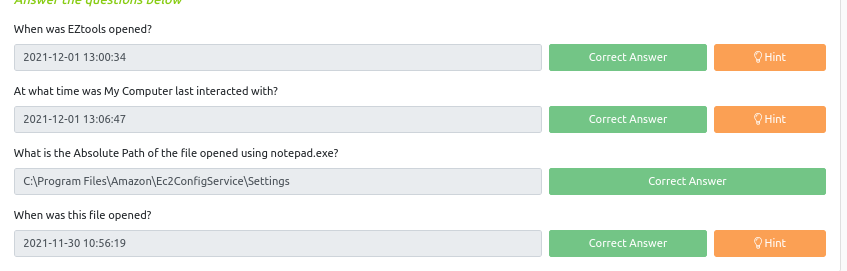 Answer the questions below
When was EZtools opened?
2021-12-01 13:00:34
Correct Answer
Hint
At what time was My Computer last interacted with?
2021-12-01 13:06:47
Correct Answer
Hint
What is the Absolute Path of the file opened using notepad.exe?
C:\Program Files\Amazon\Ec2ConfigService\Settings
Correct Answer
When was this file opened?
2021-11-30 10:56:19
Correct Answer
Hint